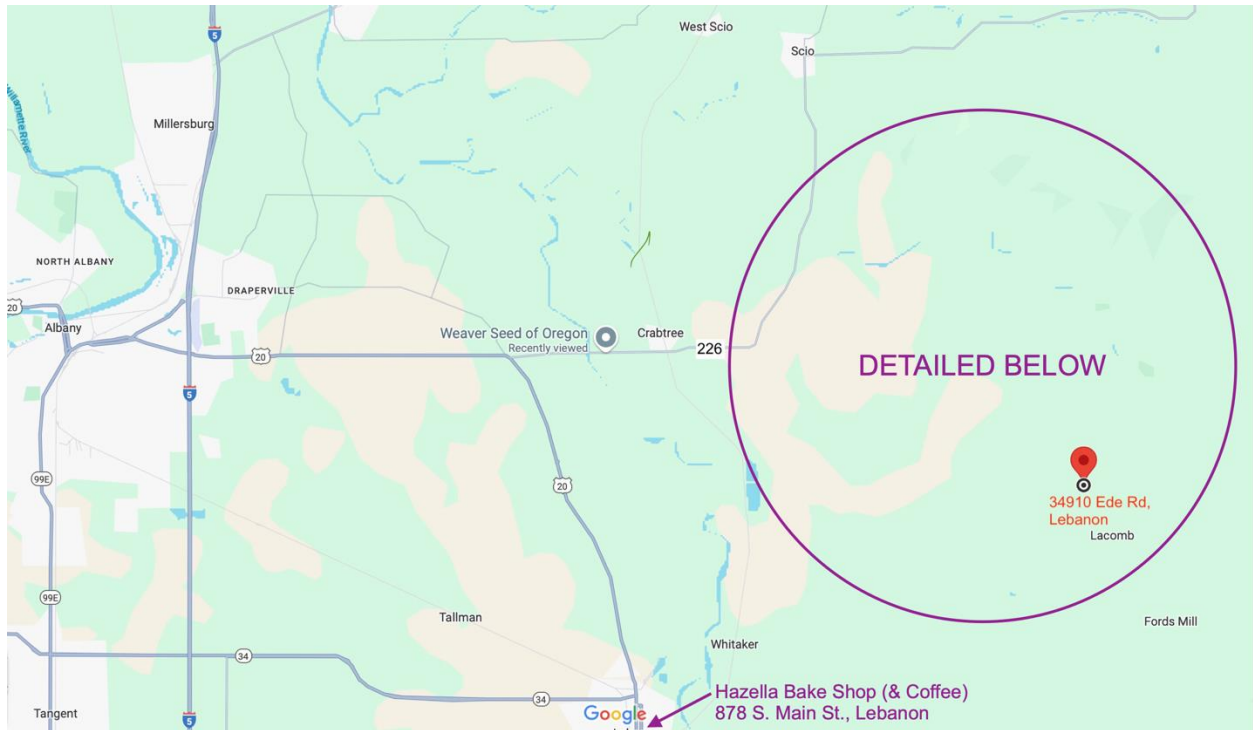 5
West Scio
Scio
Willamette River
Millersburg
NORTH ALBANY
DRAPERVILLE
20
Albany
20
Weaver Seed of Oregon
Recently viewed
Crabtree
226
DETAILED BELOW
5
99E
20
34910 Ede Rd,
Lebanon
Lacomb
99E
Tallman
Fords Mill
Whitaker
34
34
Hazella Bake Shop (& Coffee)
878 S. Main St., Lebanon
Google
Tangent
5